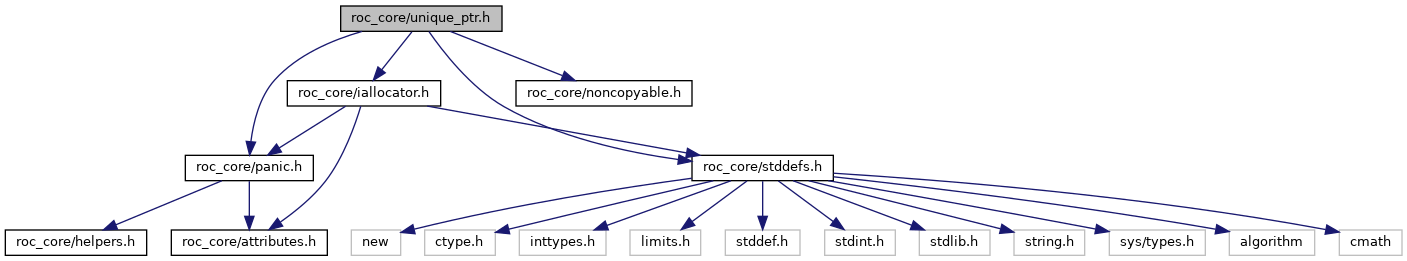 roc_core/unique_ptr.h
roc_core/iallocator.h
roc_core/noncopyable.h
roc_core/panic.h
roc_core/stddefs.h
roc_core/helpers.h
roc_core/attributes.h
new
ctype.h
inttypes.h
limits.h
stddef.h
stdint.h
stdlib.h
string.h
sys/types.h
algorithm
cmath